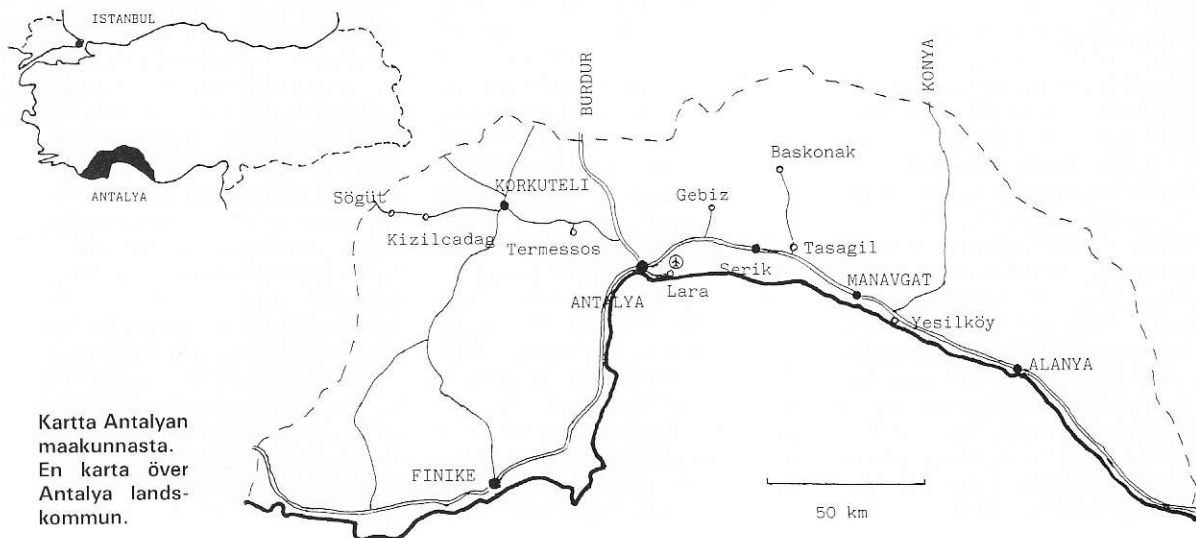 ISTANBUL
ANTALYA
BURDUR
KONYA
Baskonak
Sögüt
KORKUTELI
Gebiz
Kizilcadag
Termessos
Tasagil
Serik
ANTALYA
Lara
MANAVGAT
Yesilköy
ALANYA
FINIKE
50 km
Kartta Antalyan
maakunnasta.
En karta över
Antalya lands-
kommun.